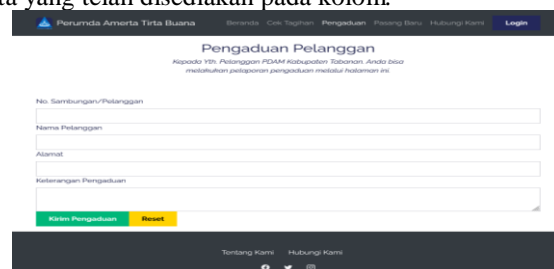 ta yang telah disediakan pada kolom.
Perumda Amerta Tirta Buana Beranda Cek Tagihan Pengaduan Pasang Baru Hubungi Kami Login
Pengaduan Pelanggan
Kepada Yth. Pelanggan PDAM Kabupaten Tabanan. Anda bisa
melakukan pelaporan pengaduan melalui halaman ini.
No. Sambungan/Pelanggan
Nama Pelanggan
Alamat
Keterangan Pengaduan
Kirim Pengaduan Reset
Tentang Kami Hubungi Kami